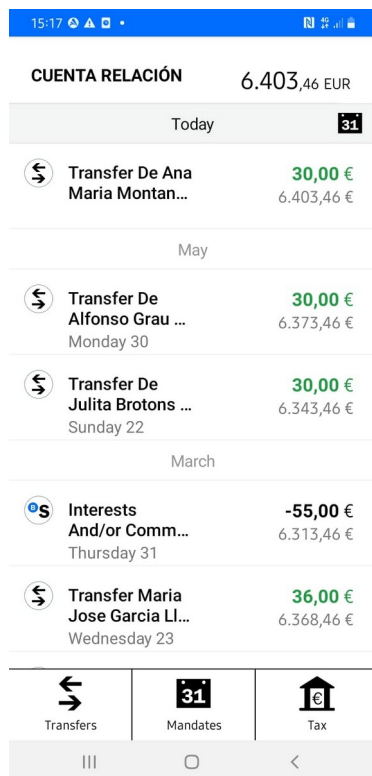 15:17
4G
CUENTA RELACIÓN 6.403,46 EUR
Today 31
Transfer De Ana 30,00 €
Maria Montan... 6.403,46 €
May
Transfer De 30,00 €
Alfonso Grau ... 6.373,46 €
Monday 30
Transfer De 30,00 €
Julita Brotons ... 6.343,46 €
Sunday 22
March
BS Interests -55,00 €
And/or Comm... 6.313,46 €
Thursday 31
Transfer Maria 36,00 €
Jose Garcia Ll... 6.368,46 €
Wednesday 23
31 €
Transfers Mandates Tax